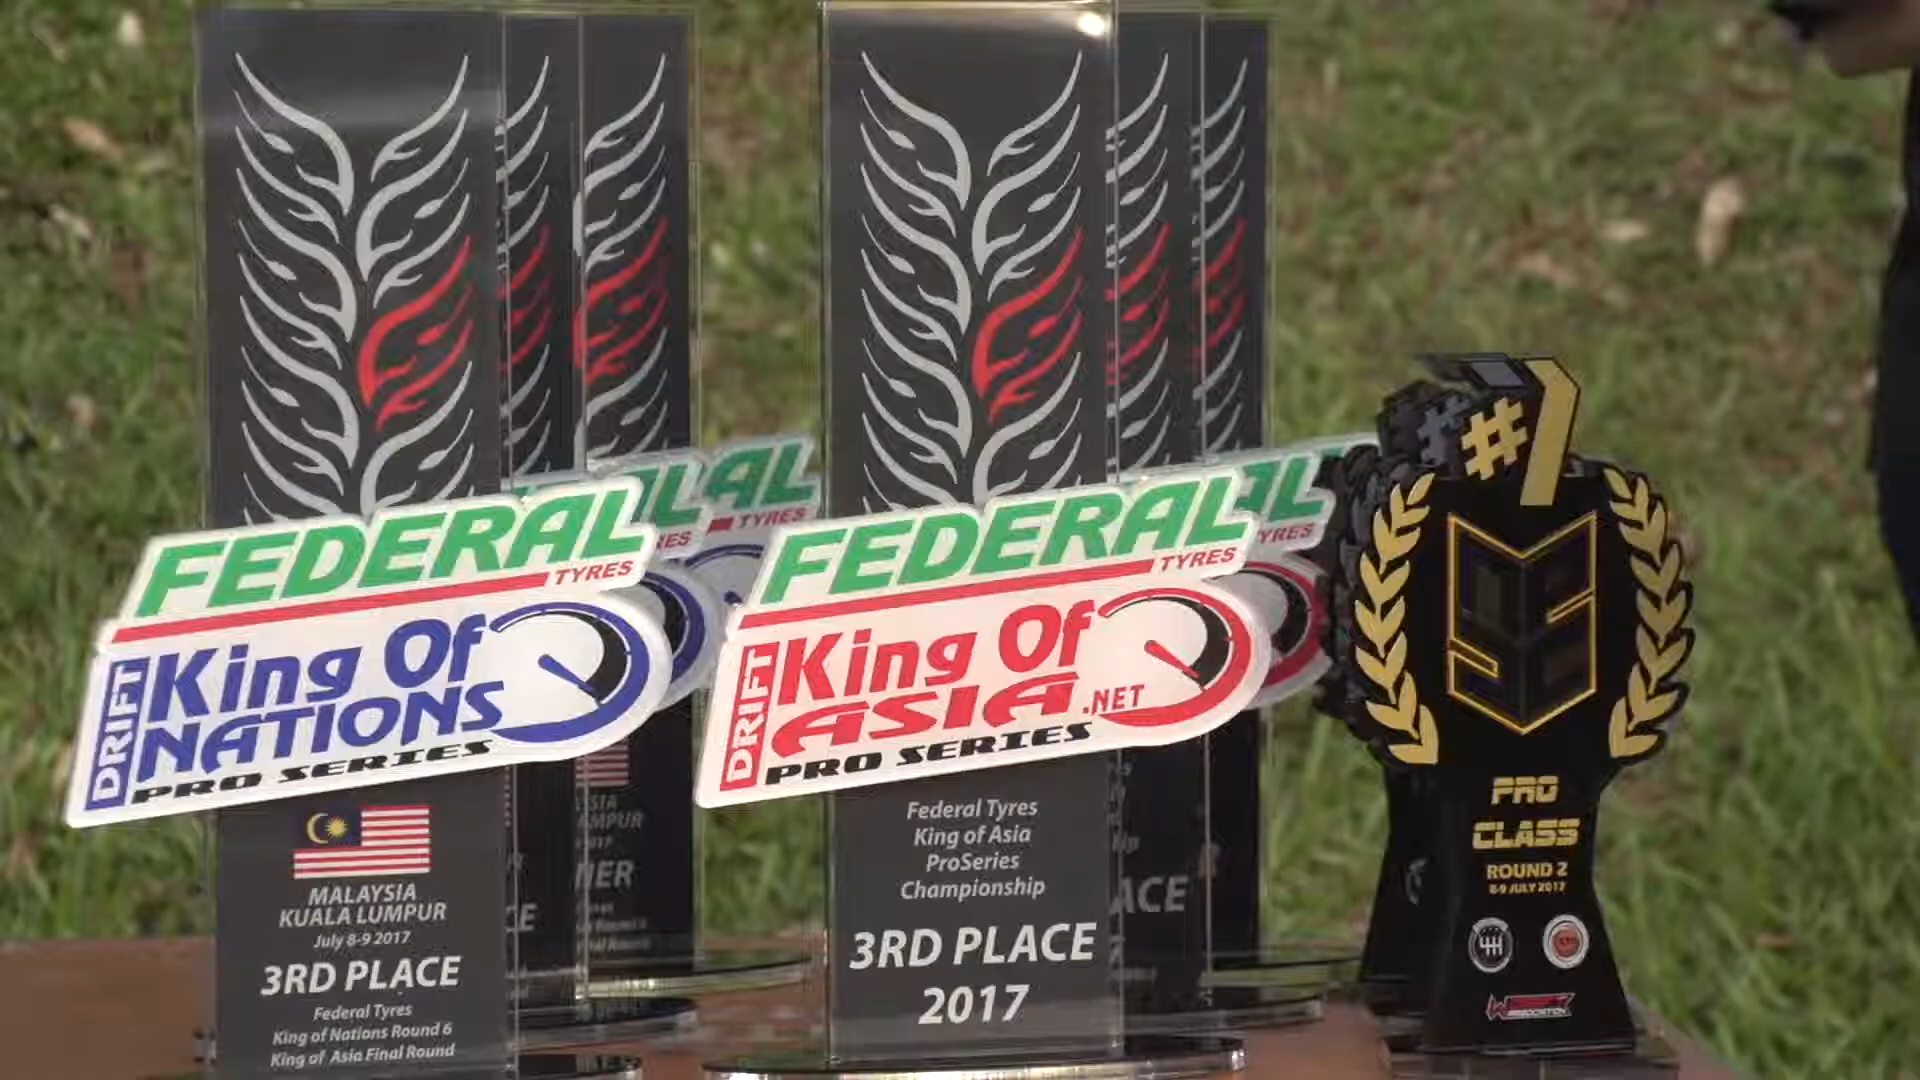 FEDERAL
TYRES
DRIFT
King Of
NATIONS
PRO SERIES
MALAYSIA
KUALA LUMPUR
July 8-9 2017
3RD PLACE
Federal Tyres
King of Nations Round 6
King of Asia Final Round
TYRES
FEDERAL
TYRES
DRIFT
King Of
ASIA.NET
PRO SERIES
Federal Tyres
King of Asia
ProSeries
Championship
3RD PLACE
2017
TYRES
#1
PRO
CLASS
ROUND 2
8-9 JULY 2017